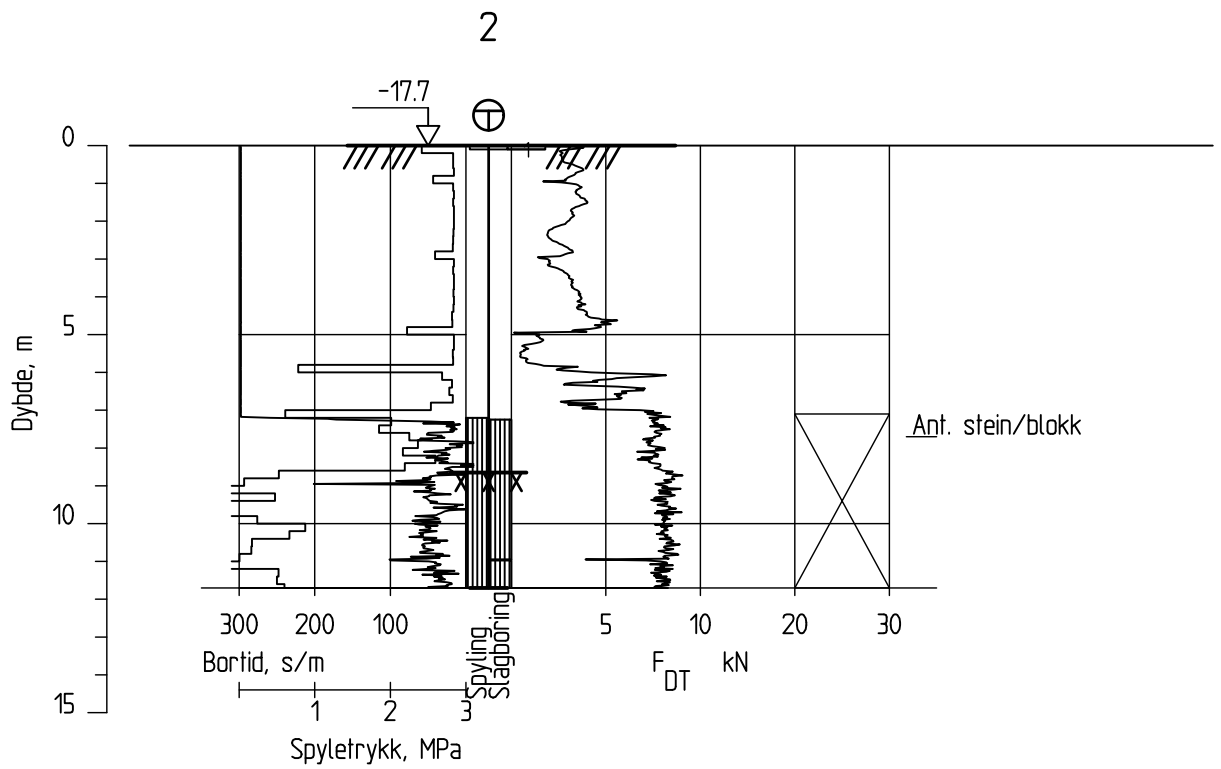 2
-17.7
0
5
Ant. stein/blokk
Dybde, m
10
300 200 100 5 10 20 30
Spyling
Slagboring
Bortid, s/m
F DT kN
15
1 2 3
Spyletrykk, MPa